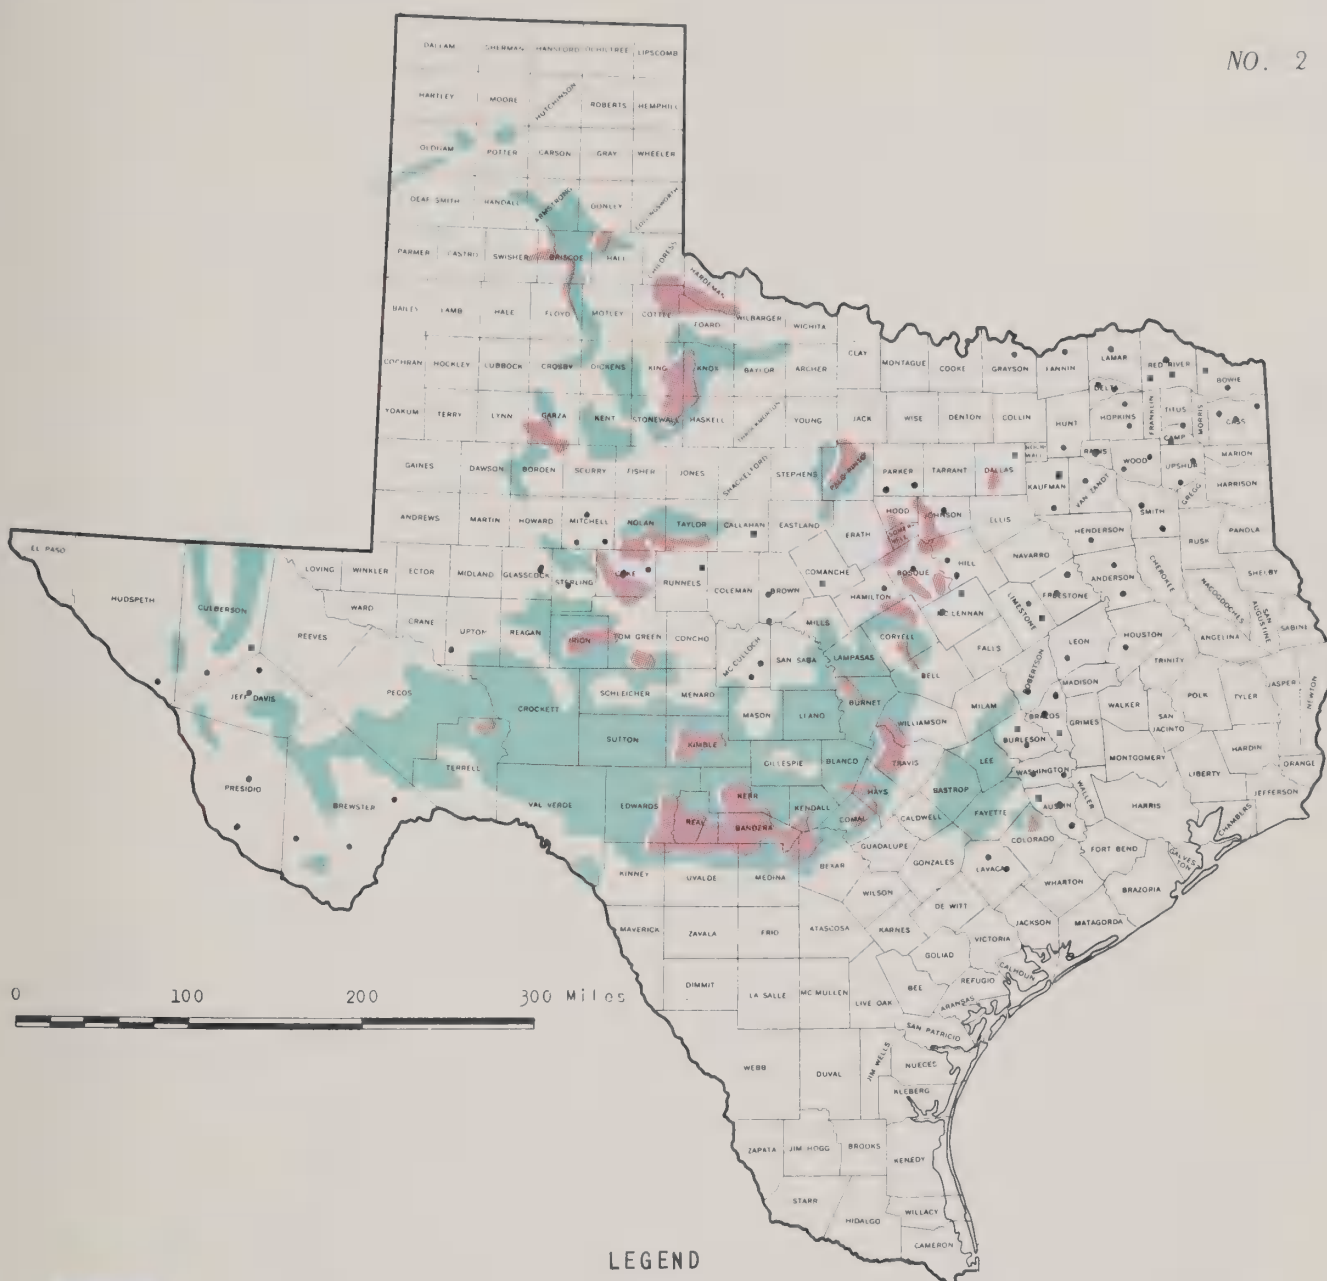 NO. 2
DALLAM SHERMAN HANSFORD OCHILTREE LIPSCOMB
HARTLEY MOORE HUTCHINSON ROBERTS HEMPHILL
OLDHAM POTTER CARSON GRAY WHEELER
DEAF SMITH RANDALL ARMSTRONG DONLEY COLLINGSWORTH
PARMER CASTRO SWISHER BRISCOE HALL CHILDRESS
HARDEMAN
BAILEY LAMB HALE FLOYD MOTLEY COTTLE
FOARD WILBARGER WICHITA
COCHRAN HOCKLEY LUBBOCK CROSBY DICKENS KING KNOX BAYLOR ARCHER CLAY MONTAGUE COOKE GRAYSON FANNIN LAMAR RED RIVER BOWIE
DELTA
YOAKUM TERRY LYNN GARZA KENT STONEWALL HASKELL THROCKMORTON YOUNG JACK WISE DENTON COLLIN HUNT HOPKINS FRANKLIN TITUS MORRIS CASS
CAMP
GAINES DAWSON BORDEN SCURRY FISHER JONES SHACKELFORD STEPHENS PALO PINTO PARKER TARRANT DALLAS KAUFMAN RAINS WOOD UPSHUR MARION
VAN ZANDT GREGG HARRISON
ANDREWS MARTIN HOWARD MITCHELL NOLAN TAYLOR CALLAHAN EASTLAND ERATH HOOD JOHNSON ELLIS HENDERSON SMITH RUSK PANOLA
EL PASO
HUDSPETH CULBERSON LOVING WINKLER ECTOR MIDLAND GLASSCOCK STERLING COKE RUNNELS COLEMAN BROWN COMANCHE BOSQUE HILL NAVARRO ANDERSON CHEROKEE NACOGDOCHES SHELBY
REEVES WARD CRANE UPTON REAGAN IRION TOM GREEN CONCHO MC CULLOCH SAN SABA MILLS HAMILTON MC LENNAN LIMESTONE FREESTONE SAN AUGUSTINE SABINE
LAMPASAS CORYELL BELL FALLS ROBERTSON LEON HOUSTON ANGELINA TRINITY
JEFF DAVIS PECOS CROCKETT SCHLEICHER MENARD MASON LLANO BURNET WILLIAMSON MILAM BRAZOS MADISON GRIMES WALKER SAN JACINTO POLK TYLER JASPER NEWTON
SUTTON KIMBLE GILLESPIE BLANCO TRAVIS LEE BURLESON WASHINGTON MONTGOMERY LIBERTY HARDIN ORANGE
PRESIDIO BREWSTER TERRELL VAL VERDE EDWARDS KERR KENDALL HAYS BASTROP FAYETTE AUSTIN WALLER HARRIS CHAMBERS JEFFERSON
REAL BANDERA COMAL CALDWELL COLORADO
KINNEY UVALDE MEDINA BEXAR GUADALUPE GONZALES LAVACA FORT BEND GALVESTON
WILSON DE WITT WHARTON BRAZORIA
MAVERICK ZAVALA FRIO ATASCOSA KARNES VICTORIA JACKSON MATAGORDA
GOLIAD CALHOUN
DIMMIT LA SALLE MC MULLEN LIVE OAK BEE REFUGIO
ARANSAS
SAN PATRICIO
WEBB DUVAL JIM WELLS NUECES
KLEBERG
ZAPATA JIM HOGG BROOKS KENEDY
STARR HIDALGO WILLACY
CAMERON
0 100 200 300 Miles
LEGEND